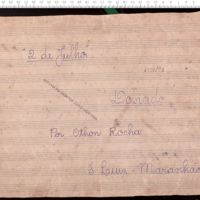 "2 de Julho"
Dobrado
Por Othon Rocha
S. Luiz - Maranhão